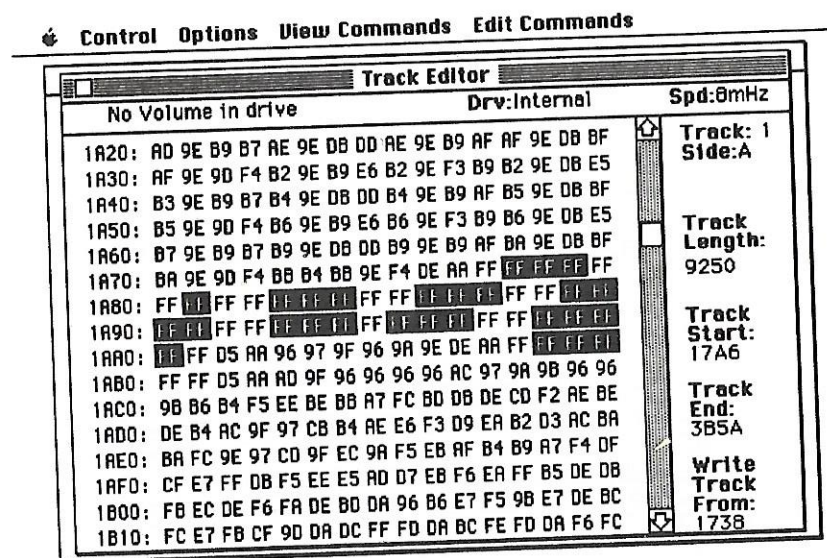 Control Options View Commands Edit Commands
Track Editor
No Volume in drive Drv:Internal Spd:8mHz
1A20: AD 9E B9 B7 AE 9E DB DD AE 9E B9 AF AF 9E DB BF
1A30: AF 9E 9D F4 B2 9E B9 E6 B2 9E F3 B9 B2 9E DB E5
1A40: B3 9E B9 B7 B4 9E DB DD B4 9E B9 AF B5 9E DB BF
1A50: B5 9E 9D F4 B6 9E B9 E6 B6 9E F3 B9 B6 9E DB E5
1A60: B7 9E B9 B7 B9 9E DB DD B9 9E B9 AF BA 9E DB BF
1A70: BA 9E 9D F4 BB B4 BB 9E F4 DE AA FF FF FF FF FF
1A80: FF FF FF FF FF FF FF FF FF FF FF FF FF FF FF FF
1A90: FF FF FF FF FF FF FF FF FF FF FF FF FF FF FF FF
1AA0: FF FF D5 AA 96 97 9F 96 9A 9E DE AA FF FF FF FF
1AB0: FF FF D5 AA AD 9F 96 96 96 96 AC 97 9A 9B 96 96
1AC0: 9B B6 B4 F5 EE BE BB A7 FC BD DB DE CD F2 AE BE
1AD0: DE B4 AC 9F 97 CB B4 AE E6 F3 D9 EA B2 D3 AC BA
1AE0: BA FC 9E 97 CD 9F EC 9A F5 EB AF B4 B9 A7 F4 DF
1AF0: CF E7 FF DB F5 EE E5 AD D7 EB F6 EA FF B5 DE DB
1B00: FB EC DE F6 FA DE BD DA 96 B6 E7 F5 9B E7 DE BC
1B10: FC E7 FB CF 9D DA DC FF FD DA BC FE FD DA F6 FC
Track: 1
Side:A
Track
Length:
9250
Track
Start:
17A6
Track
End:
3B5A
Write
Track
From:
1738